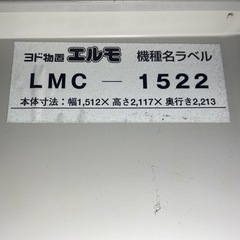 ヨド物置 エルモ 機種名ラベル
LMC — 1522
本体寸法：幅1,512×高さ2,117×奥行き2,213